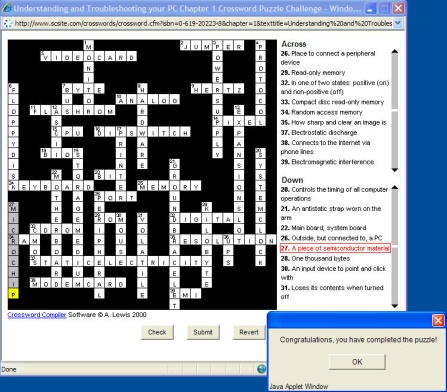 Understanding and Troubleshooting your PC Chapter 1 Crossword Puzzle Challenge - Windo...
http://www.scsite.com/crosswords/crossword.cfm?isbn=0-619-20223-8&chapter=1&texttitle=Understanding%20and%20Troubles
JUMPER
VIDEOCARD
BYTE
HERTZ
ANALOG
FLASHROM
PIXEL
CPU
DIPSWITCH
BIOS
BIT
KEYBOARD
MEMORY
PORT
ROM
DIGITAL
CDROM
RAM
RESOLUTION
STATICELECTRICITY
MODEMCARD
EMI
Across
26. Place to connect a peripheral
device
29. Read-only memory
32. In one of two states: positive (on)
and non-positive (off)
33. Compact disc read-only memory
34. Random access memory
35. How sharp and clear an image is
37. Electrostatic discharge
38. Connects to the Internet via
phone lines
39. Electromagnetic interference
Down
20. Controls the timing of all computer
operations
21. An antistatic strap worn on the
arm
22. Main board; system board
26. Outside, but connected to, a PC
27. A piece of semiconductor material
28. One thousand bytes
30. An input device to point and click
with
31. Loses its contents when turned
off
Crossword Compiler Software © A. Lewis 2000
Check Submit Revert
Congratulations, you have completed the puzzle!
OK
Done
Java Applet Window